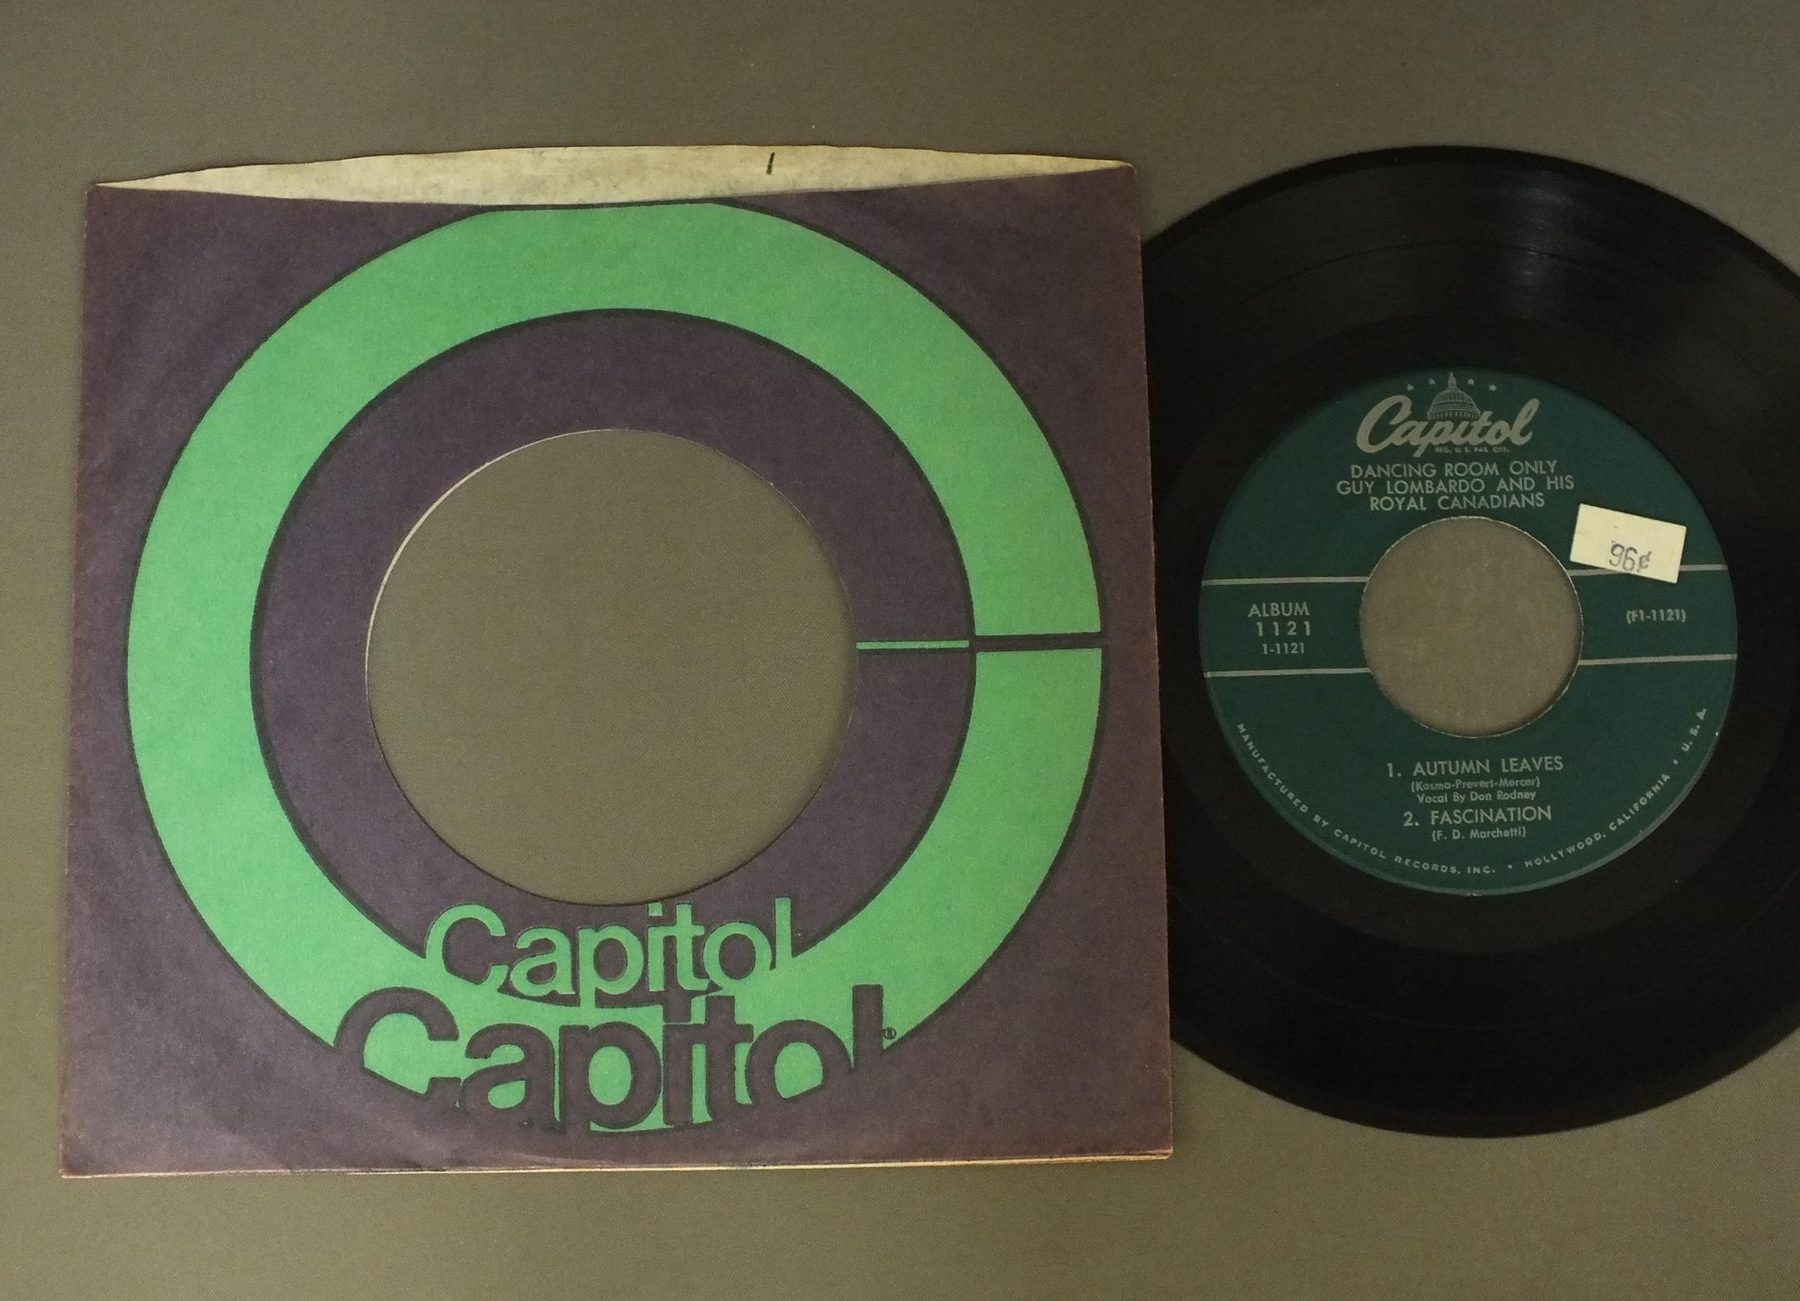 Capitol
Capitol®
Capitol
REG. U. S. PAT. OFF.
DANCING ROOM ONLY
GUY LOMBARDO AND HIS
ROYAL CANADIANS
96¢
ALBUM
1121
1-1121
(F1-1121)
1. AUTUMN LEAVES
(Kosma-Prevert-Mercer)
Vocal By Don Rodney
2. FASCINATION
(F. D. Marchetti)
MANUFACTURED BY CAPITOL RECORDS, INC. • HOLLYWOOD, CALIFORNIA • U. S. A.